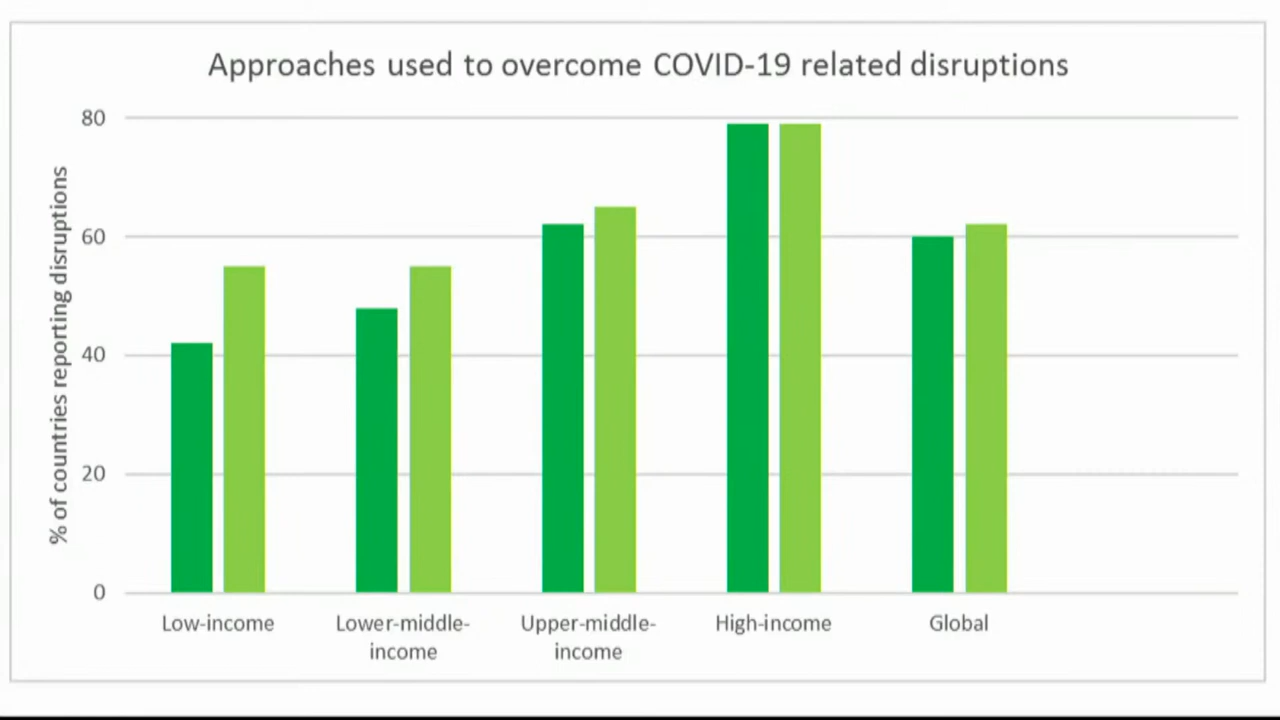 Approaches used to overcome COVID-19 related disruptions
% of countries reporting disruptions
80
60
40
20
0
Low-income
Lower-middle-
income
Upper-middle-
income
High-income
Global